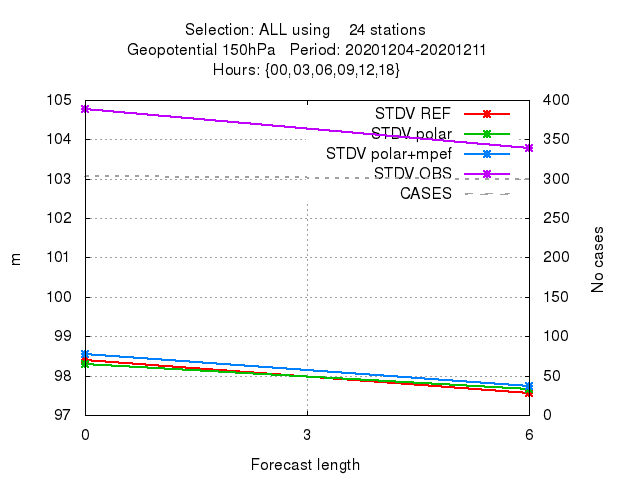 Selection: ALL using    24 stations
Geopotential 150hPa   Period: 20201204-20201211
Hours: {00,03,06,09,12,18}
105
400
STDV REF
104
350
STDV polar
STDV polar+mpef
103
300
STDV OBS
CASES
102
250
101
200
m
No cases
100
150
99
100
98
50
97
0
0
3
6
Forecast length